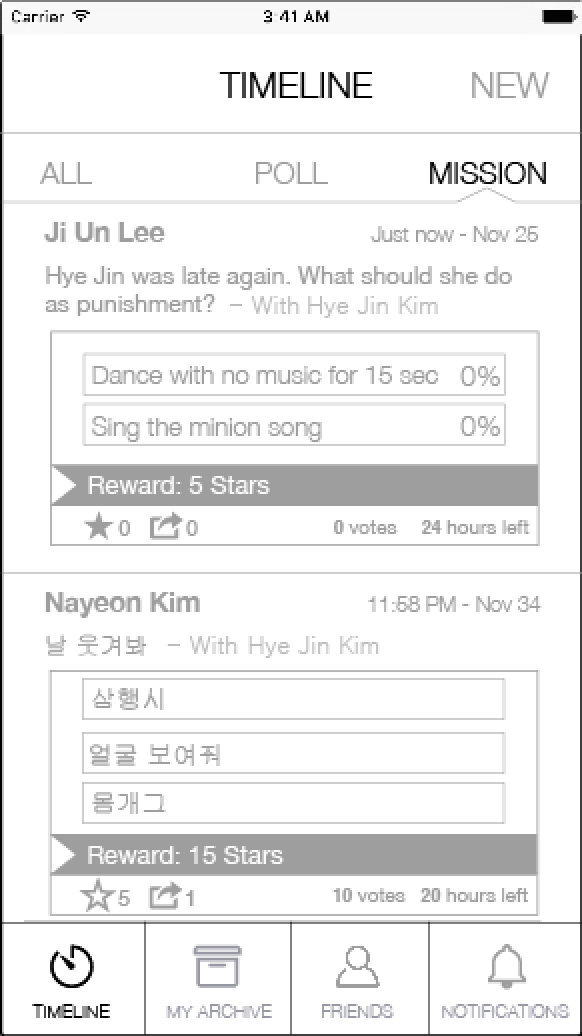 Carrier 3:41 AM
TIMELINE NEW
ALL POLL MISSION
Ji Un Lee Just now - Nov 25
Hye Jin was late again. What should she do
as punishment? – With Hye Jin Kim
Dance with no music for 15 sec 0%
Sing the minion song 0%
Reward: 5 Stars
0 0 0 votes 24 hours left
Nayeon Kim 11:58 PM - Nov 34
날 웃겨봐 – With Hye Jin Kim
삼행시
얼굴 보여줘
몸개그
Reward: 15 Stars
5 1 10 votes 20 hours left
TIMELINE MY ARCHIVE FRIENDS NOTIFICATIONS